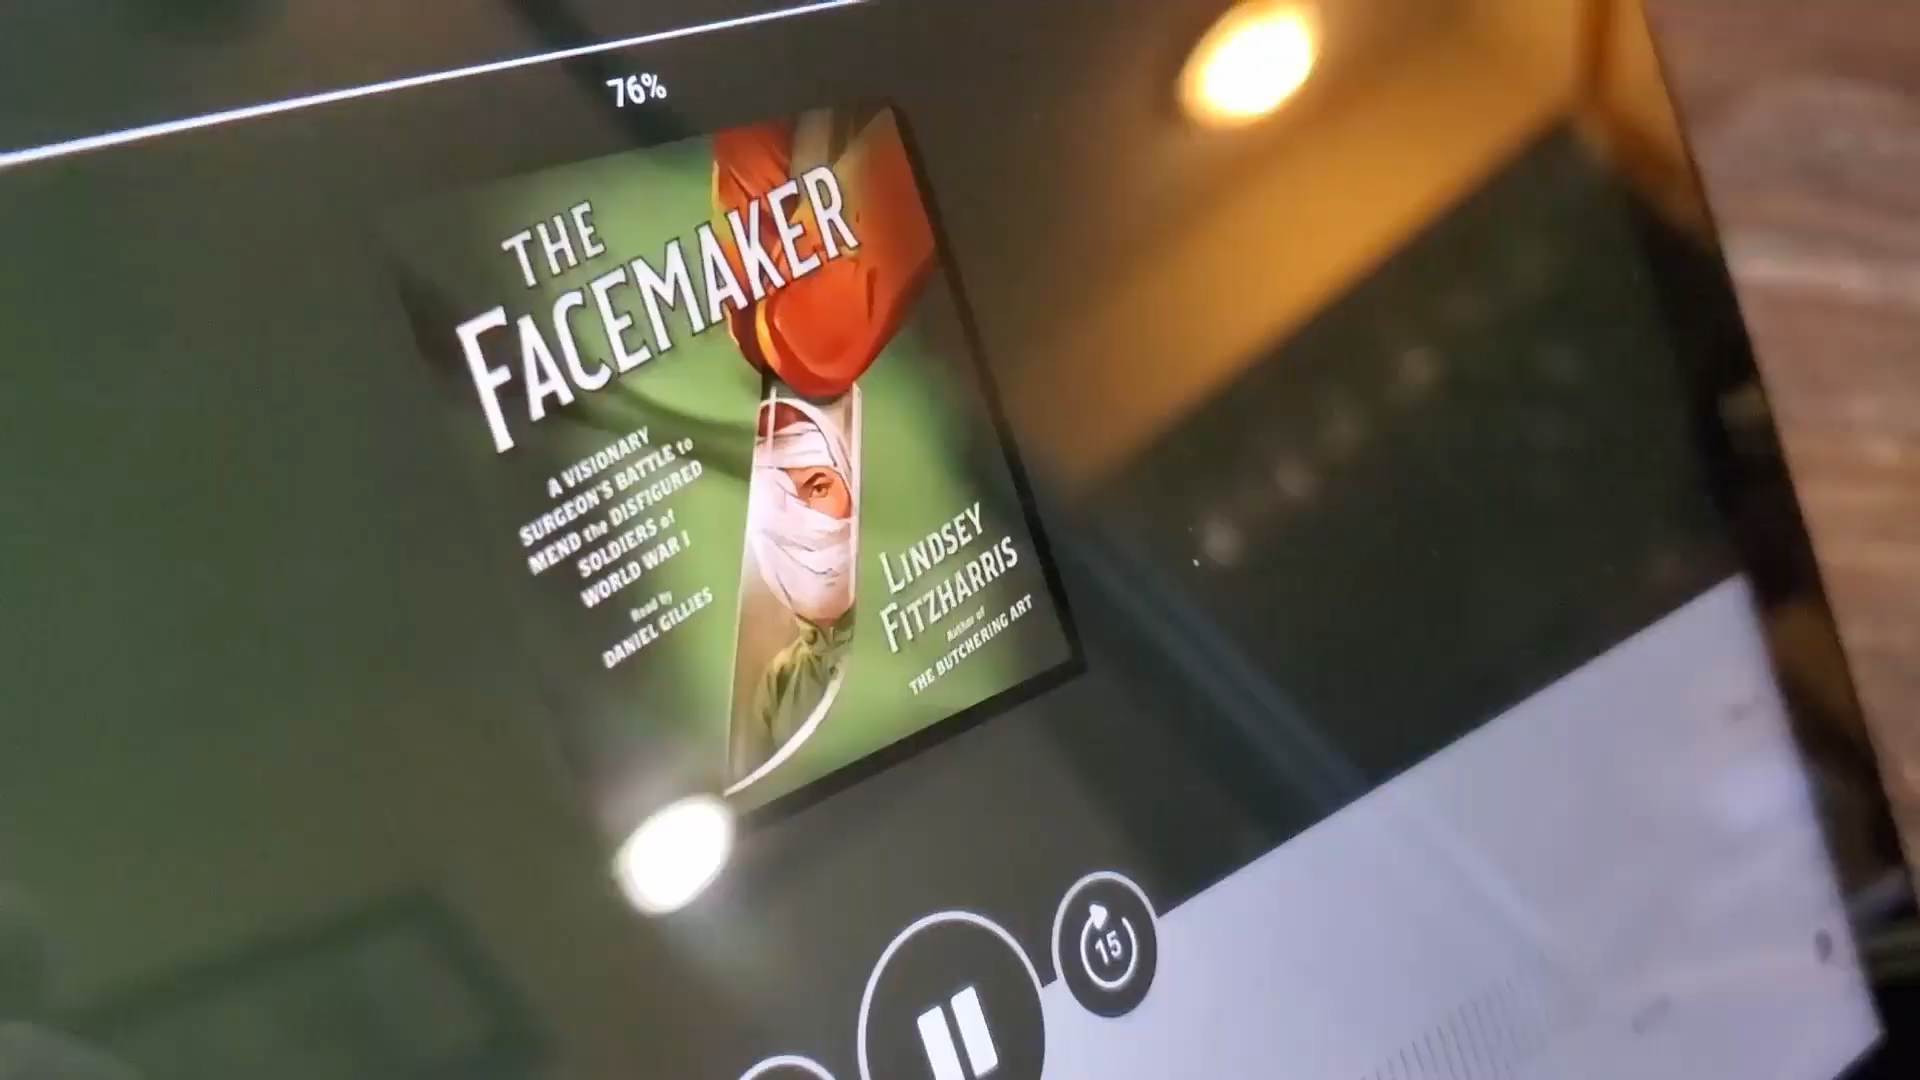 76%
THE
FACEMAKER
A VISIONARY
SURGEON'S BATTLE to
MEND the DISFIGURED
SOLDIERS of
WORLD WAR I
Read by
DANIEL GILLIES
LINDSEY
FITZHARRIS
Author of
THE BUTCHERING ART
15